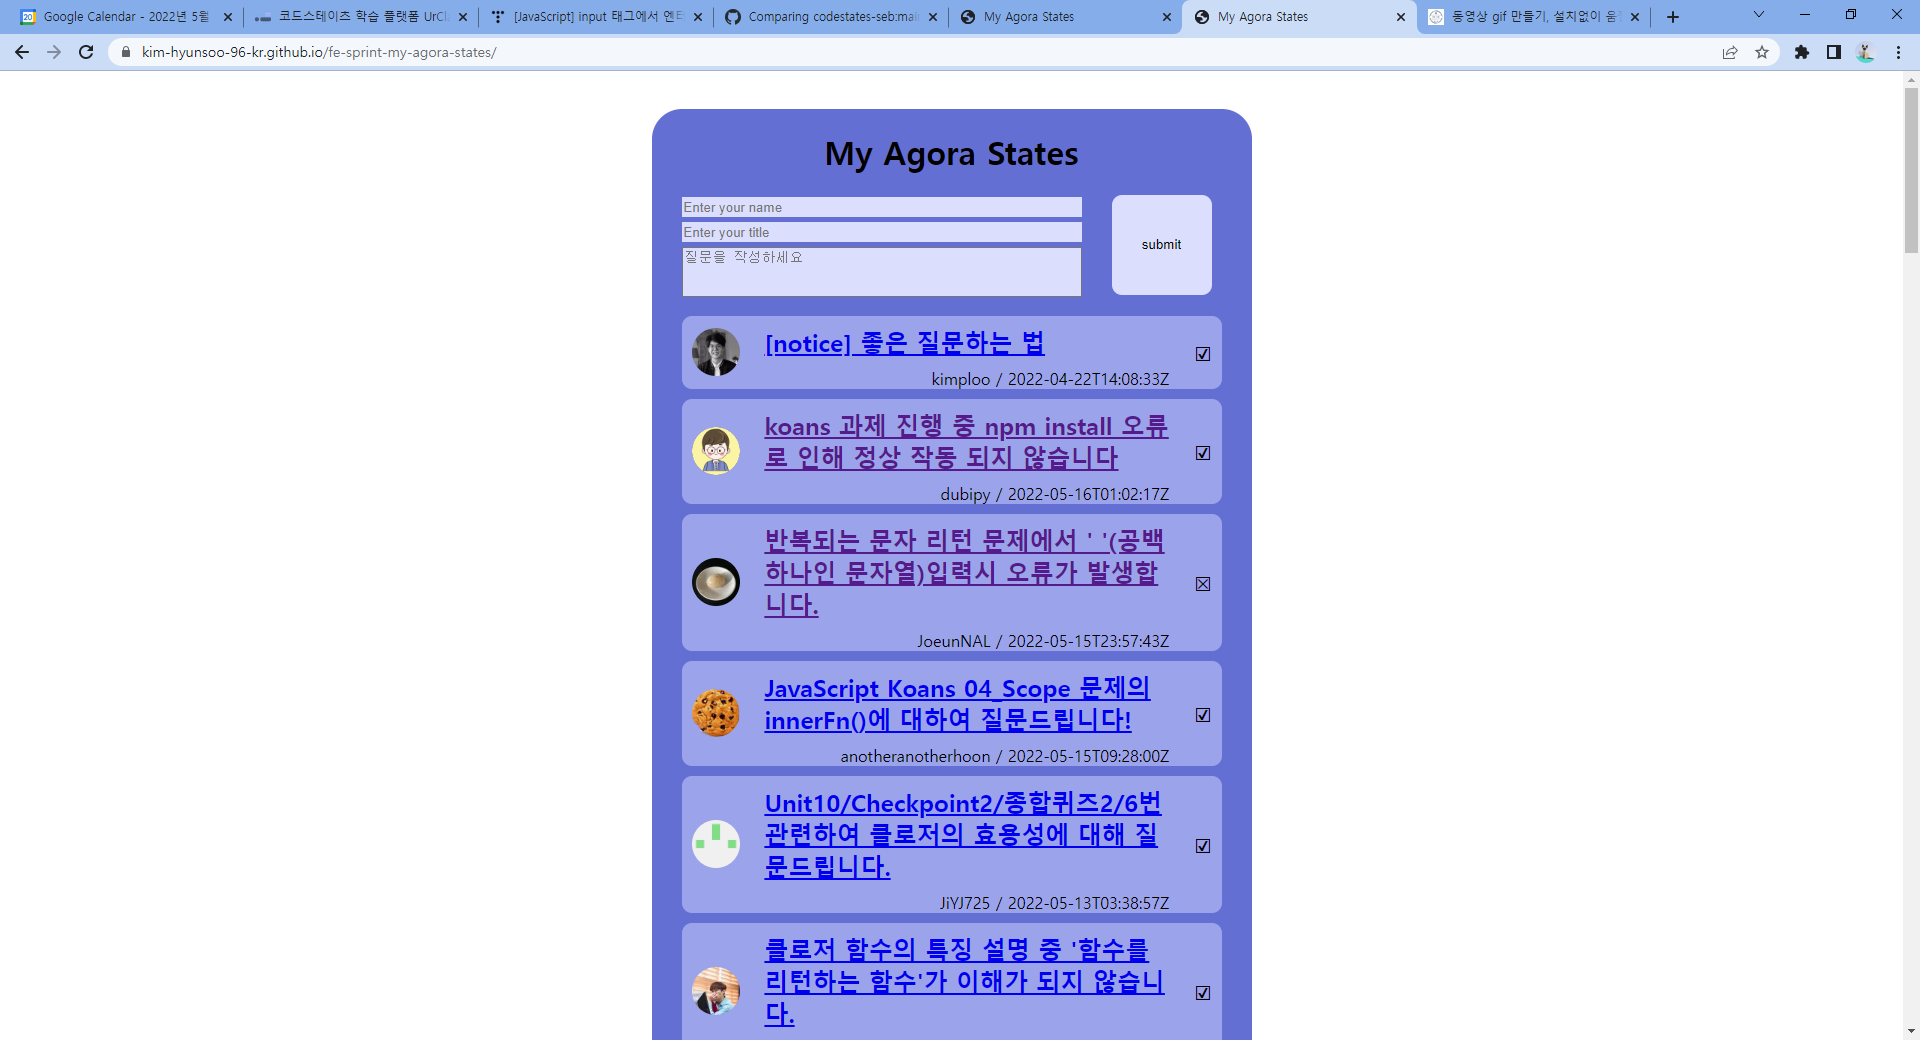 Google Calendar - 2022년 5월
코드스테이츠 학습 플랫폼 UrCl
[JavaScript] input 태그에서 엔터
Comparing codestates-seb:mai
My Agora States
My Agora States
동영상 gif 만들기, 설치없이 움
kim-hyunsoo-96-kr.github.io/fe-sprint-my-agora-states/
My Agora States
Enter your name
Enter your title
질문을 작성하세요
submit
[notice] 좋은 질문하는 법
kimploo / 2022-04-22T14:08:33Z
koans 과제 진행 중 npm install 오류
로 인해 정상 작동 되지 않습니다
dubipy / 2022-05-16T01:02:17Z
반복되는 문자 리턴 문제에서 ' '(공백
하나인 문자열)입력시 오류가 발생합
니다.
JoeunNAL / 2022-05-15T23:57:43Z
JavaScript Koans 04_Scope 문제의
innerFn()에 대하여 질문드립니다!
anotheranotherhoon / 2022-05-15T09:28:00Z
Unit10/Checkpoint2/종합퀴즈2/6번
관련하여 클로저의 효용성에 대해 질
문드립니다.
JiYJ725 / 2022-05-13T03:38:57Z
클로저 함수의 특징 설명 중 '함수를
리턴하는 함수'가 이해가 되지 않습니
다.